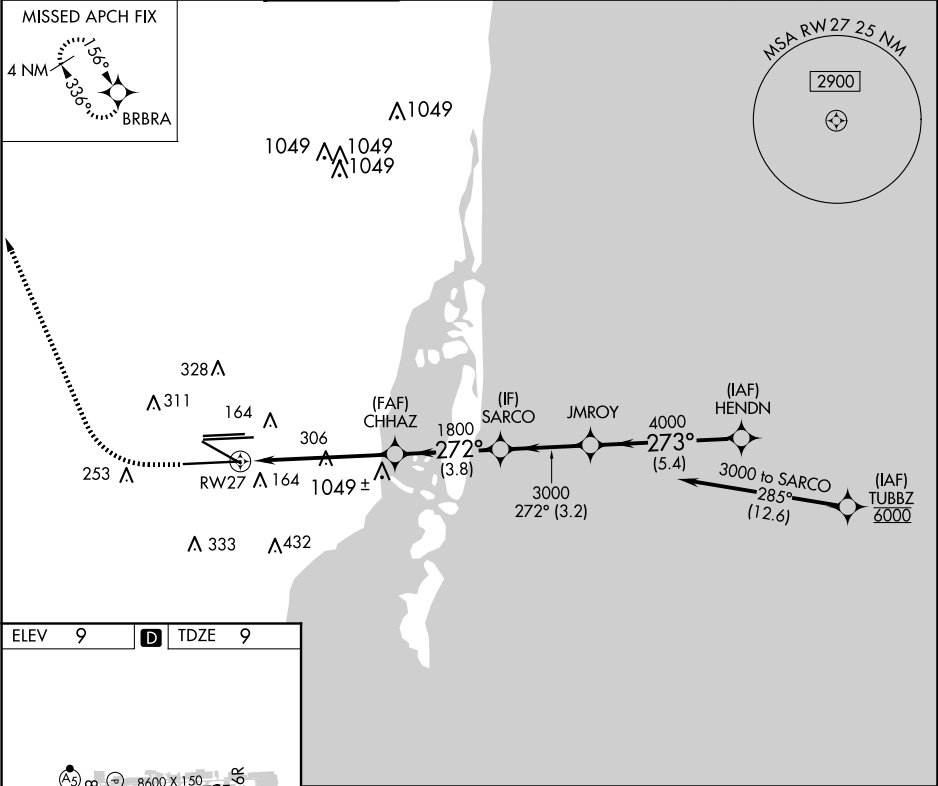 MISSED APCH FIX
156°
4 NM
336°
BRBRA
MSA RW 27 25 NM
2900
1049
1049
1049
1049
328
311
164
306
253
RW27
164
1049 ±
333
432
(FAF)
CHHAZ
1800
272°
(3.8)
(IF)
SARCO
JMROY
3000
272° (3.2)
4000
273°
(5.4)
(IAF)
HENDN
3000 to SARCO
285°
(12.6)
(IAF)
TUBBZ
6000
ELEV 9
D
TDZE 9
A5
P
8600 X 150